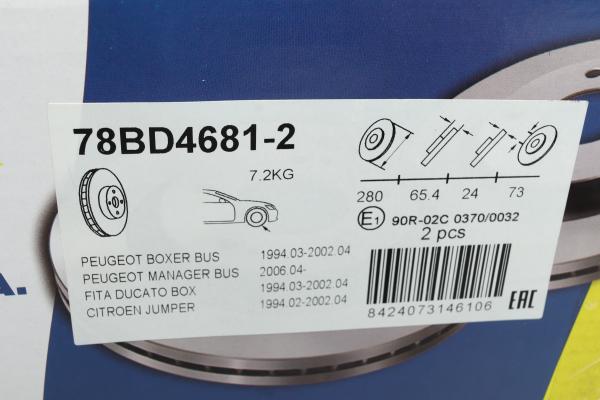 78BD4681-2
7.2KG
280 65.4 24 73
E1 90R-02C 0370/0032
2 pcs
PEUGEOT BOXER BUS 1994.03-2002.04
PEUGEOT MANAGER BUS 2006.04-
FITA DUCATO BOX 1994.03-2002.04
CITROEN JUMPER 1994.02-2002.04
8424073146106
EAC
A.